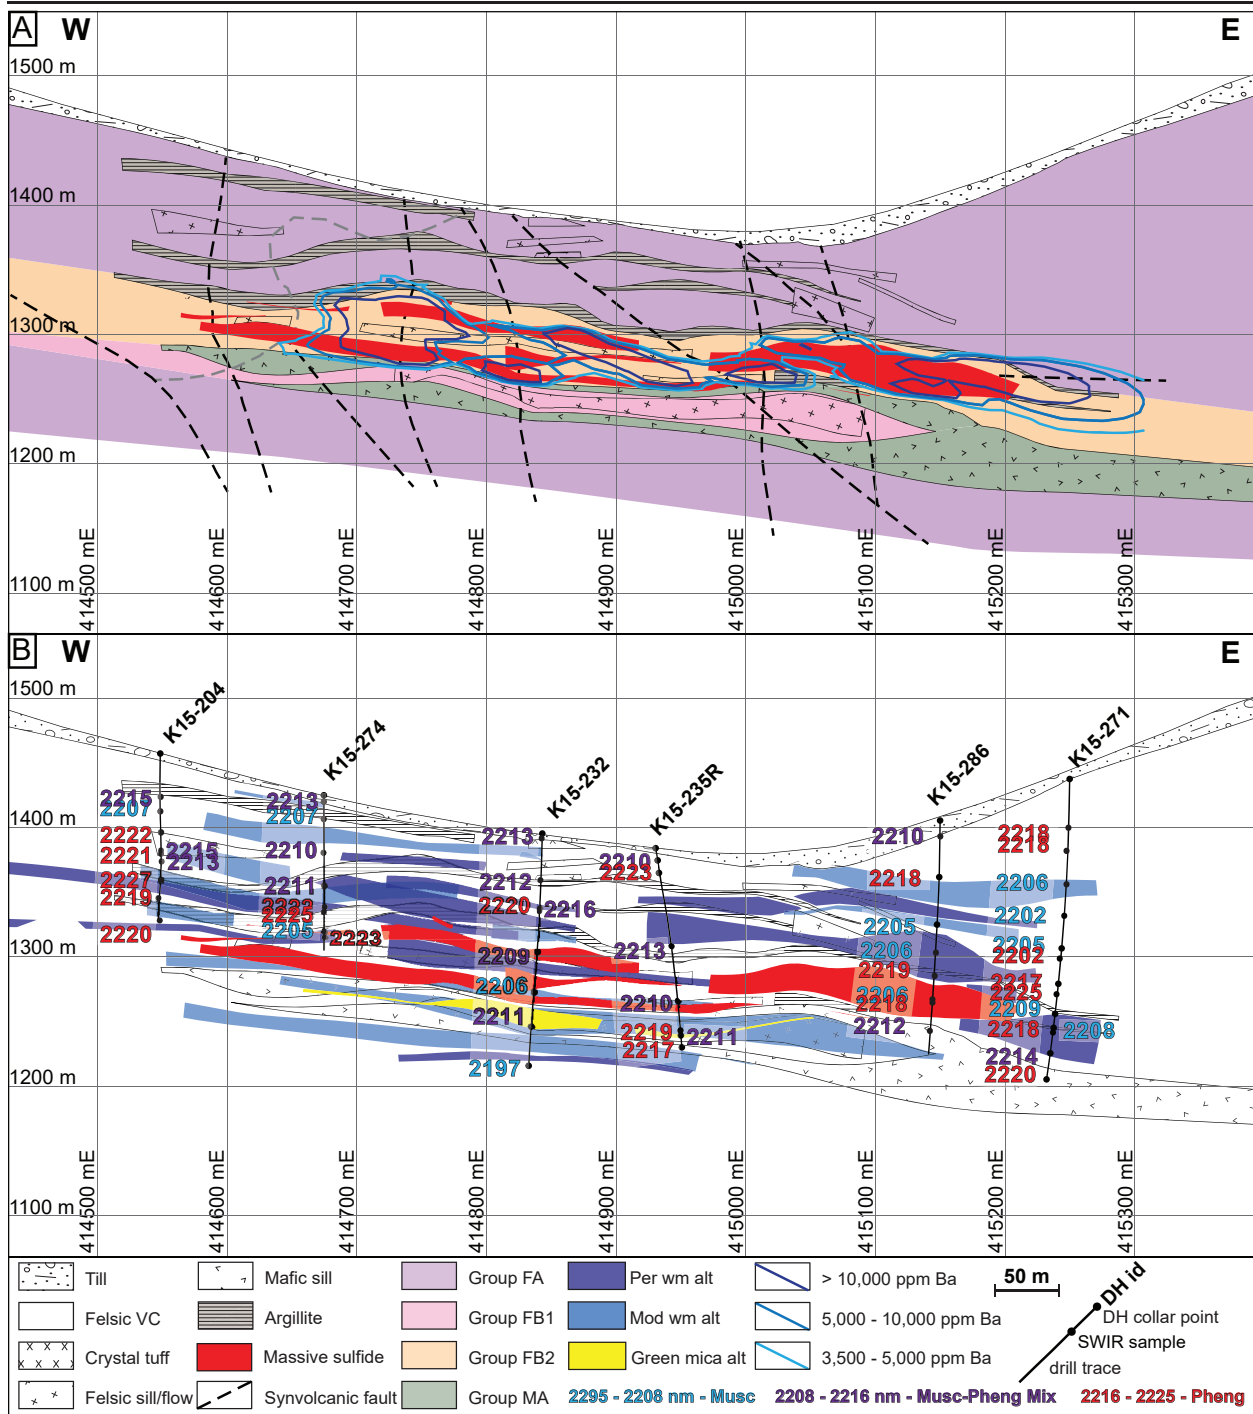 A W E
1500 m
1400 m
1300 m
1200 m
1100 m
414500 mE 414600 mE 414700 mE 414800 mE 414900 mE 415000 mE 415100 mE 415200 mE 415300 mE
B W E
1500 m
1400 m
1300 m
1200 m
1100 m
K15-204
2215
2207
2222
2215
2221
2213
2227
2219
2220
K15-274
2213
2207
2210
2211
2225
2205
2223
K15-232
2213
2212
2220
2216
2209
2206
2211
2197
K15-235R
2210
2223
2213
2210
2219
2211
2217
K15-286
2210
2218
2205
2206
2219
2206
2218
2212
K15-271
2218
2218
2206
2202
2205
2202
2217
2225
2209
2218
2208
2214
2220
414500 mE 414600 mE 414700 mE 414800 mE 414900 mE 415000 mE 415100 mE 415200 mE 415300 mE
Till
Felsic VC
Crystal tuff
Felsic sill/flow
Mafic sill
Argillite
Massive sulfide
Synvolcanic fault
Group FA
Group FB1
Group FB2
Group MA
Per wm alt
Mod wm alt
Green mica alt
> 10,000 ppm Ba
5,000 - 10,000 ppm Ba
3,500 - 5,000 ppm Ba
50 m
DH id
DH collar point
SWIR sample
drill trace
2295 - 2208 nm - Musc
2208 - 2216 nm - Musc-Pheng Mix
2216 - 2225 - Pheng